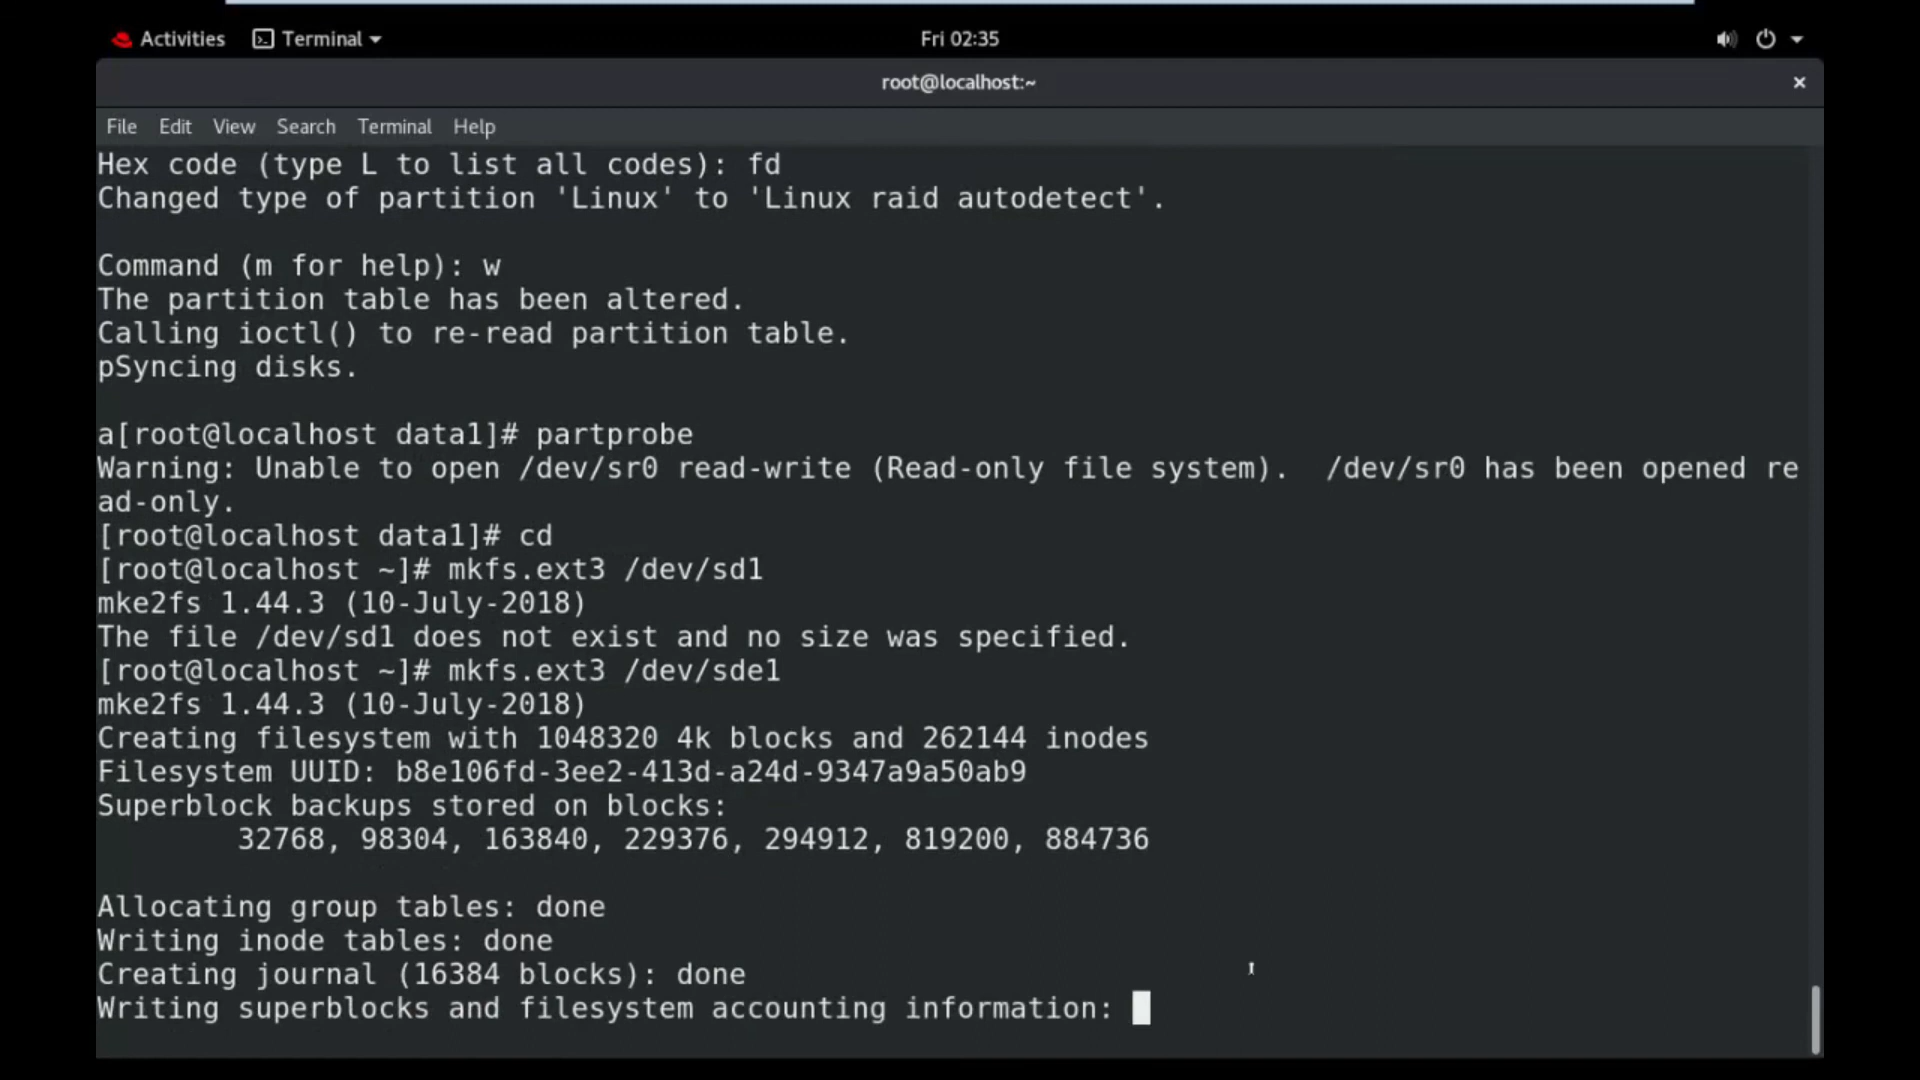 Activities Terminal Fri 02:35
root@localhost:~ ×
File Edit View Search Terminal Help
Hex code (type L to list all codes): fd
Changed type of partition 'Linux' to 'Linux raid autodetect'.
Command (m for help): w
The partition table has been altered.
Calling ioctl() to re-read partition table.
pSyncing disks.
a[root@localhost data1]# partprobe
Warning: Unable to open /dev/sr0 read-write (Read-only file system).  /dev/sr0 has been opened re
ad-only.
[root@localhost data1]# cd
[root@localhost ~]# mkfs.ext3 /dev/sd1
mke2fs 1.44.3 (10-July-2018)
The file /dev/sd1 does not exist and no size was specified.
[root@localhost ~]# mkfs.ext3 /dev/sde1
mke2fs 1.44.3 (10-July-2018)
Creating filesystem with 1048320 4k blocks and 262144 inodes
Filesystem UUID: b8e106fd-3ee2-413d-a24d-9347a9a50ab9
Superblock backups stored on blocks:
32768, 98304, 163840, 229376, 294912, 819200, 884736
Allocating group tables: done
Writing inode tables: done
Creating journal (16384 blocks): done
Writing superblocks and filesystem accounting information: